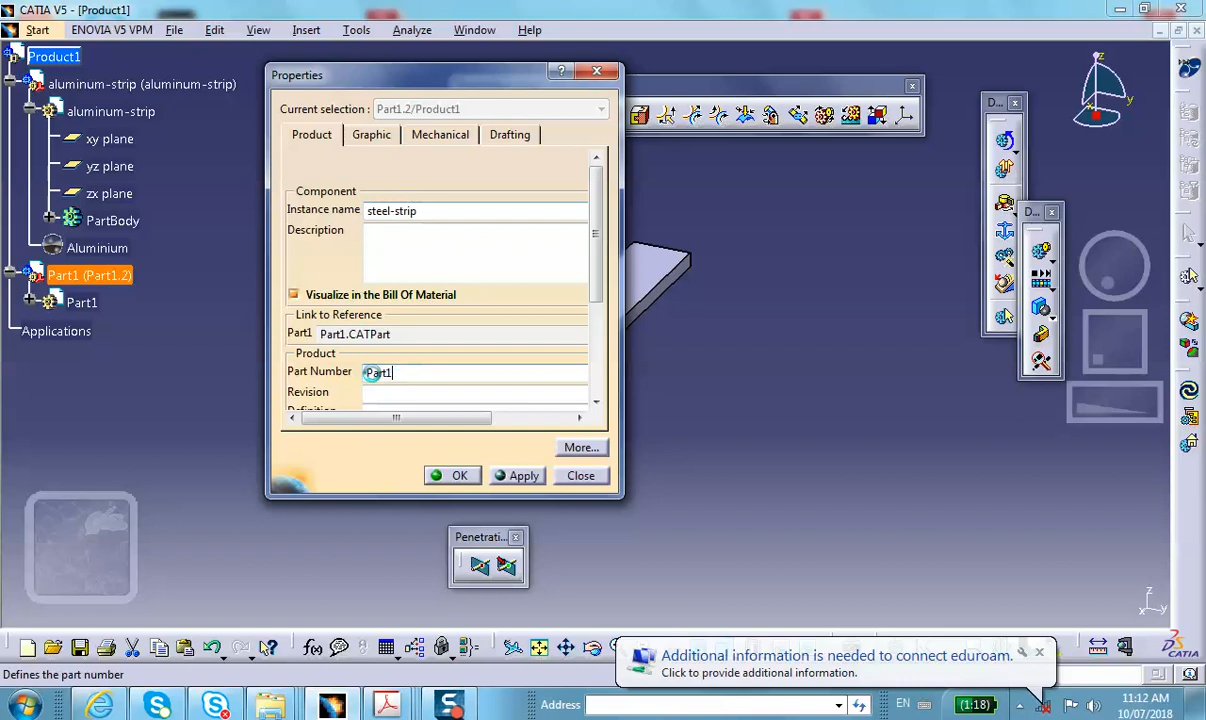 CATIA V5 - [Product1]
Start ENOVIA V5 VPM File Edit View Insert Tools Analyze Window Help
Product1
aluminum-strip (aluminum-strip)
aluminum-strip
xy plane
yz plane
zx plane
PartBody
Aluminium
Part1 (Part1.2)
Part1
Applications
Properties
Current selection : Part1.2/Product1
Product Graphic Mechanical Drafting
Component
Instance name steel-strip
Description
Visualize in the Bill Of Material
Link to Reference
Part1 Part1.CATPart
Product
Part Number Part1
Revision
Definition
More...
OK Apply Close
D...
D...
z
y
x
Penetrati...
z
x y
f(x)
CATIA
Additional information is needed to connect eduroam.
Click to provide additional information.
Defines the part number
Address
EN
(1:18)
11:12 AM
10/07/2018